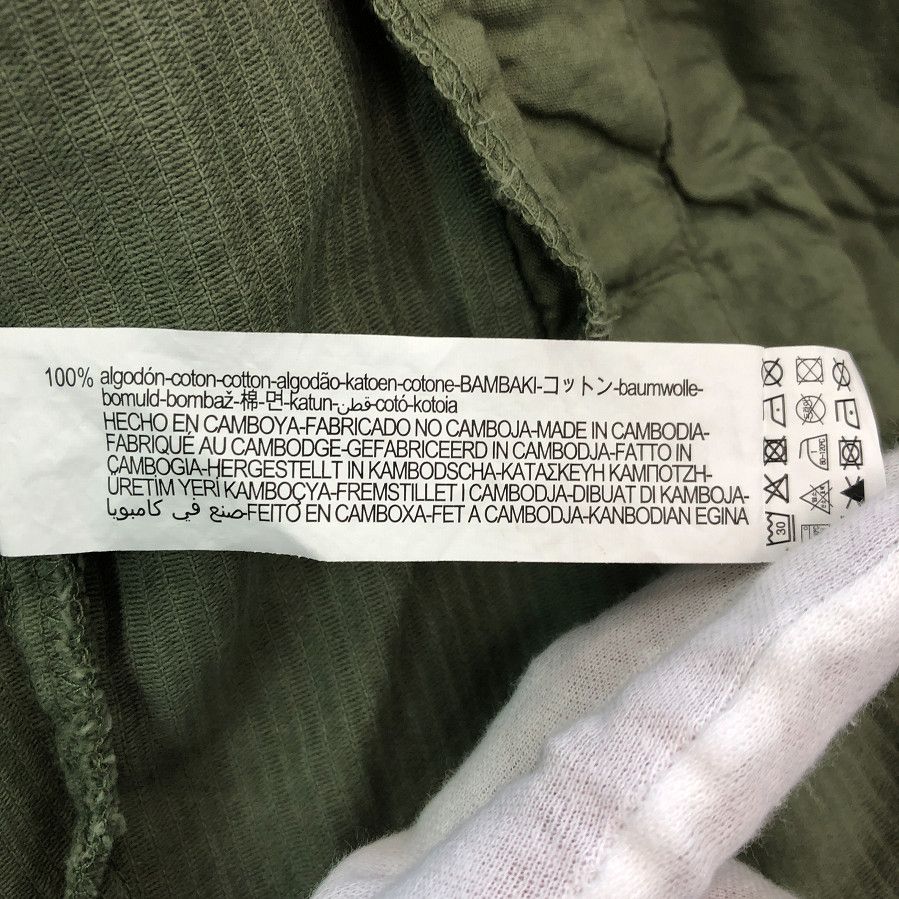 100% algodón-coton-cotton-algodão-katoen-cotone-BAMBAKI-コットン-baumwolle-
bomuld-bombaž-棉-면-katun-قطن-cotó-kotoia
HECHO EN CAMBOYA-FABRICADO NO CAMBOJA-MADE IN CAMBODIA-
FABRIQUÉ AU CAMBODGE-GEFABRICEERD IN CAMBODJA-FATTO IN
CAMBOGIA-HERGESTELLT IN KAMBODSCHA-ΚΑΤΑΣΚΕΥΗ ΚΑΜΠΟΤΖΗ-
ÜRETİM YERİ KAMBOÇYA-FREMSTILLET I CAMBODJA-DIBUAT DI KAMBOJA-
صنع في كامبوبا-FEITO EN CAMBOXA-FET A CAMBODJA-KANBODIAN EGINA
30